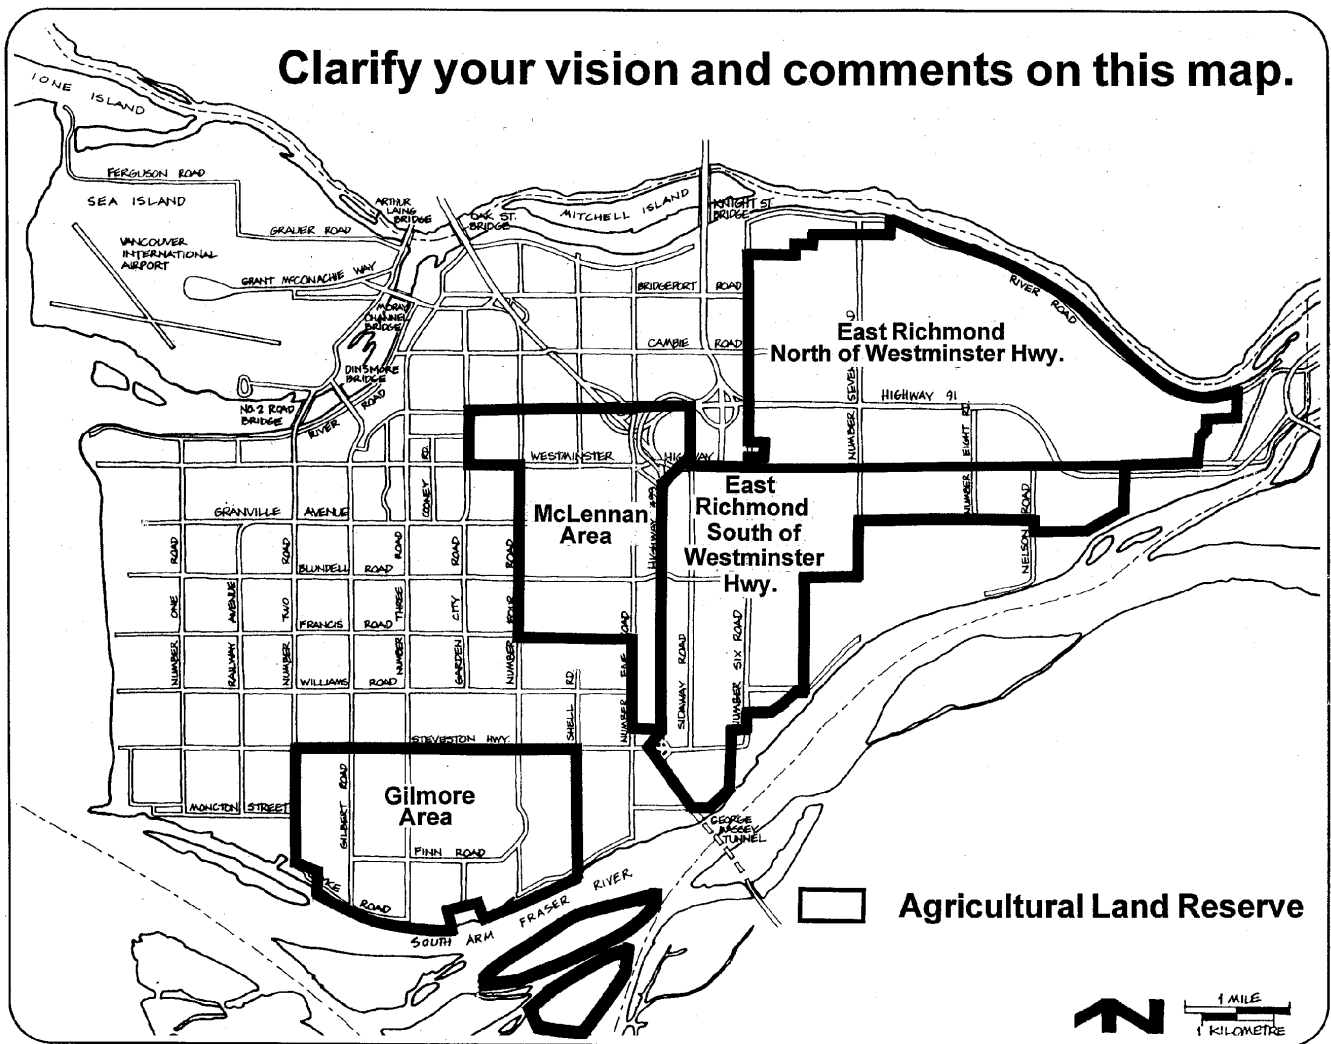 Clarify your vision and comments on this map.
IONE ISLAND
FERGUSON ROAD
SEA ISLAND
VANCOUVER
INTERNATIONAL
AIRPORT
GRAUER ROAD
ARTHUR
LAING
BRIDGE
OAK ST.
BRIDGE
MITCHELL ISLAND
KNIGHT ST.
BRIDGE
GRANT McCONACHIE WAY
MORAY
CHANNEL
BRIDGE
DINSMORE
BRIDGE
NO. 2 ROAD
BRIDGE
RIVER ROAD
BRIDGEPORT ROAD
CAMBIE ROAD
RIVER ROAD
East Richmond
North of Westminster Hwy.
HIGHWAY 91
NUMBER SEVEN
NUMBER EIGHT RD.
WESTMINSTER HIGHWAY
COONEY RD.
GRANVILLE AVENUE
McLennan
Area
HIGHWAY #99
East
Richmond
South of
Westminster
Hwy.
NELSON ROAD
BLUNDELL ROAD
FRANCIS ROAD
WILLIAMS ROAD
NUMBER ONE ROAD
RAILWAY AVENUE
NUMBER TWO ROAD
NUMBER THREE ROAD
GARDEN CITY ROAD
NUMBER FOUR ROAD
SHELL RD
NUMBER FIVE ROAD
SIDAWAY ROAD
NUMBER SIX ROAD
STEVESTON HWY.
MONCTON STREET
GILBERT ROAD
Gilmore
Area
FINN ROAD
ROAD
GEORGE
MASSEY
TUNNEL
SOUTH ARM FRASER RIVER
Agricultural Land Reserve
N
1 MILE
1 KILOMETRE